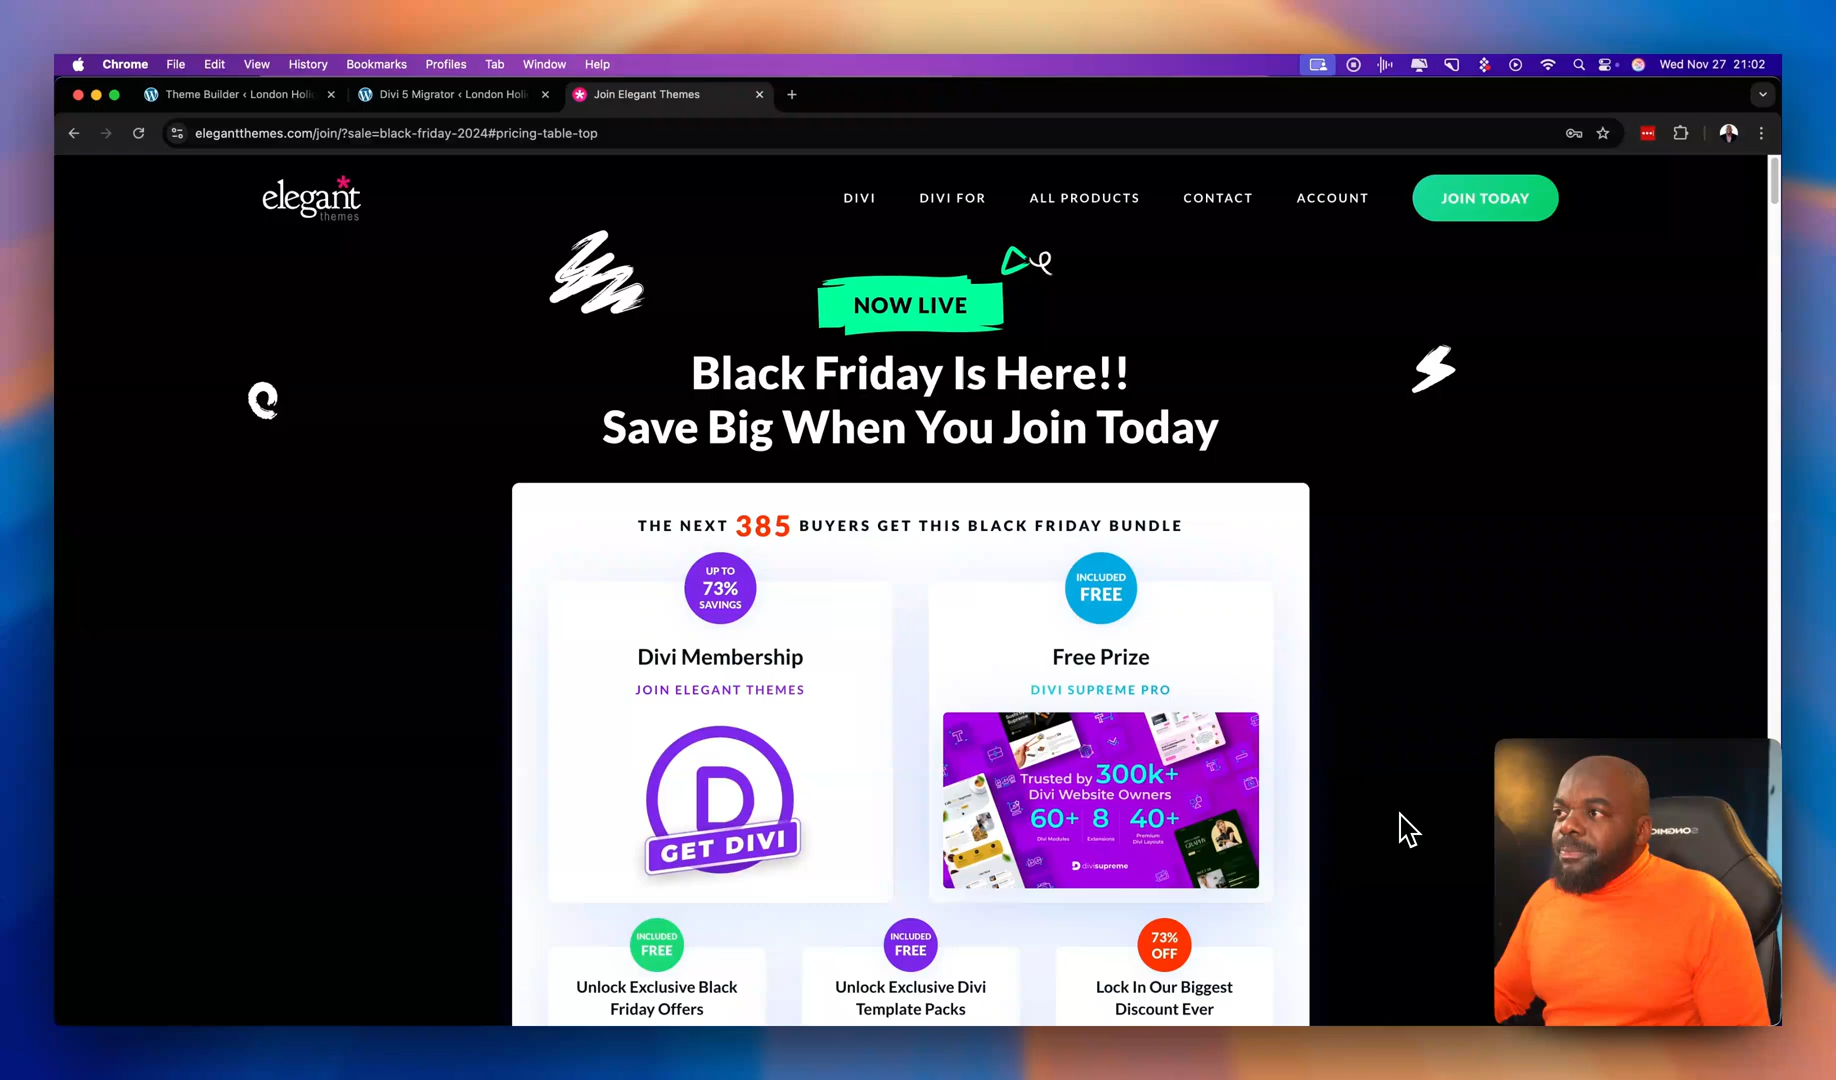 Chrome File Edit View History Bookmarks Profiles Tab Window Help Wed Nov 27 21:02
Theme Builder ‹ London Holi Divi 5 Migrator ‹ London Holi Join Elegant Themes
elegantthemes.com/join/?sale=black-friday-2024#pricing-table-top
elegant
themes
DIVI DIVI FOR ALL PRODUCTS CONTACT ACCOUNT JOIN TODAY
NOW LIVE
Black Friday Is Here!!
Save Big When You Join Today
THE NEXT 385 BUYERS GET THIS BLACK FRIDAY BUNDLE
UP TO
73%
SAVINGS
Divi Membership
JOIN ELEGANT THEMES
D
GET DIVI
INCLUDED
FREE
Free Prize
DIVI SUPREME PRO
Trusted by 300k+
Divi Website Owners
60+ 8 40+
Divi Modules Extensions Premium
Divi Layouts
divisupreme
INCLUDED
FREE
Unlock Exclusive Black
Friday Offers
INCLUDED
FREE
Unlock Exclusive Divi
Template Packs
73%
OFF
Lock In Our Biggest
Discount Ever